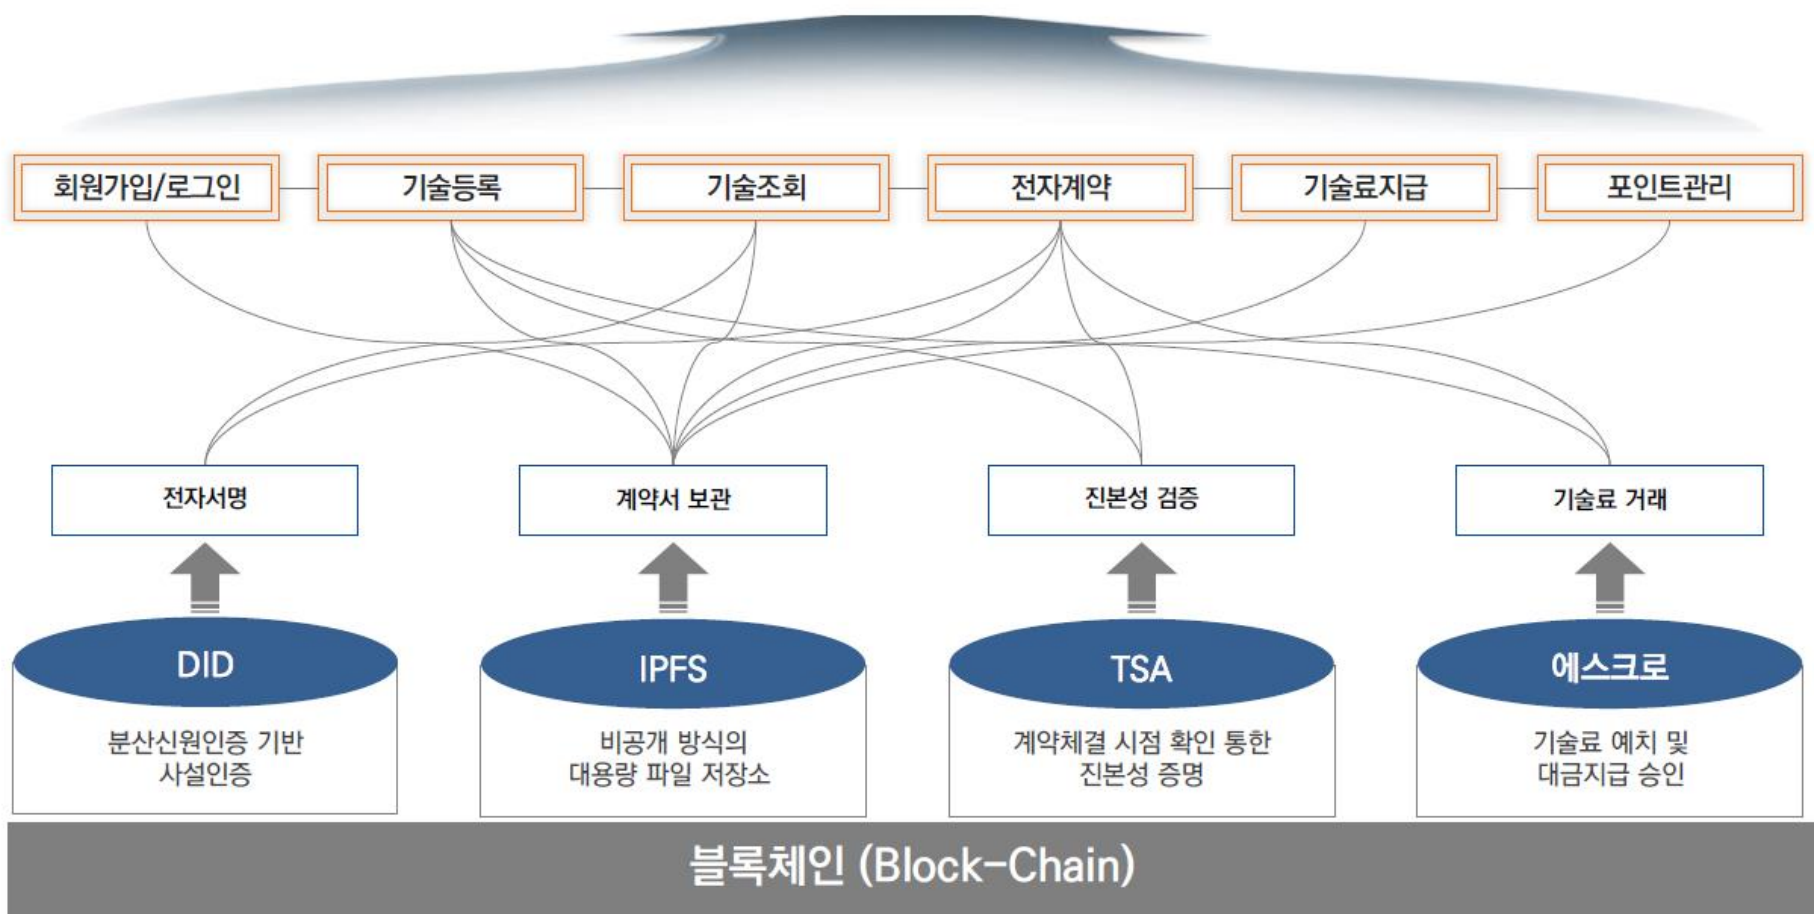 회원가입/로그인
기술등록
기술조회
전자계약
기술료지급
포인트관리
전자서명
계약서 보관
진본성 검증
기술료 거래
DID
IPFS
TSA
에스크로
분산신원인증 기반
사설인증
비공개 방식의
대용량 파일 저장소
계약체결 시점 확인 통한
진본성 증명
기술료 예치 및
대금지급 승인
블록체인 (Block-Chain)